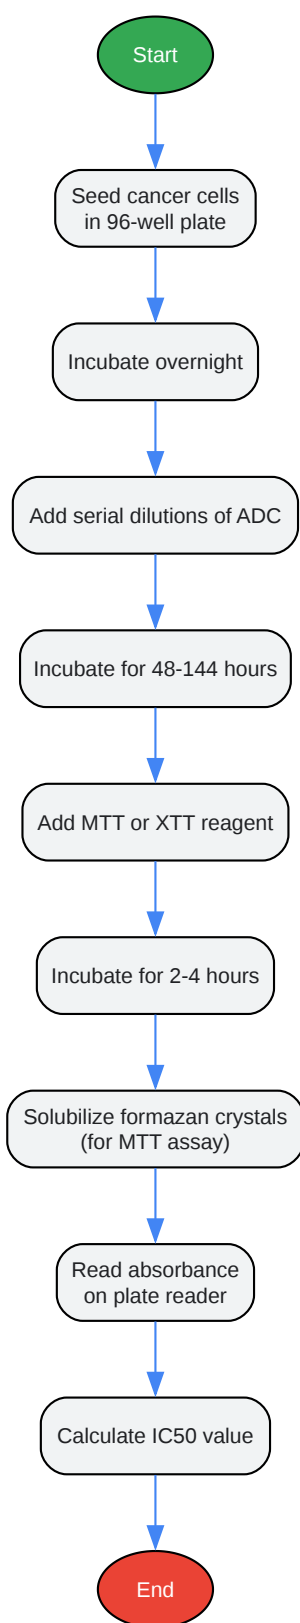 Start
Seed cancer cells
in 96-well plate
Incubate overnight
Add serial dilutions of ADC
Incubate for 48-144 hours
Add MTT or XTT reagent
Incubate for 2-4 hours
Solubilize formazan crystals
(for MTT assay)
Read absorbance
on plate reader
Calculate IC50 value
End